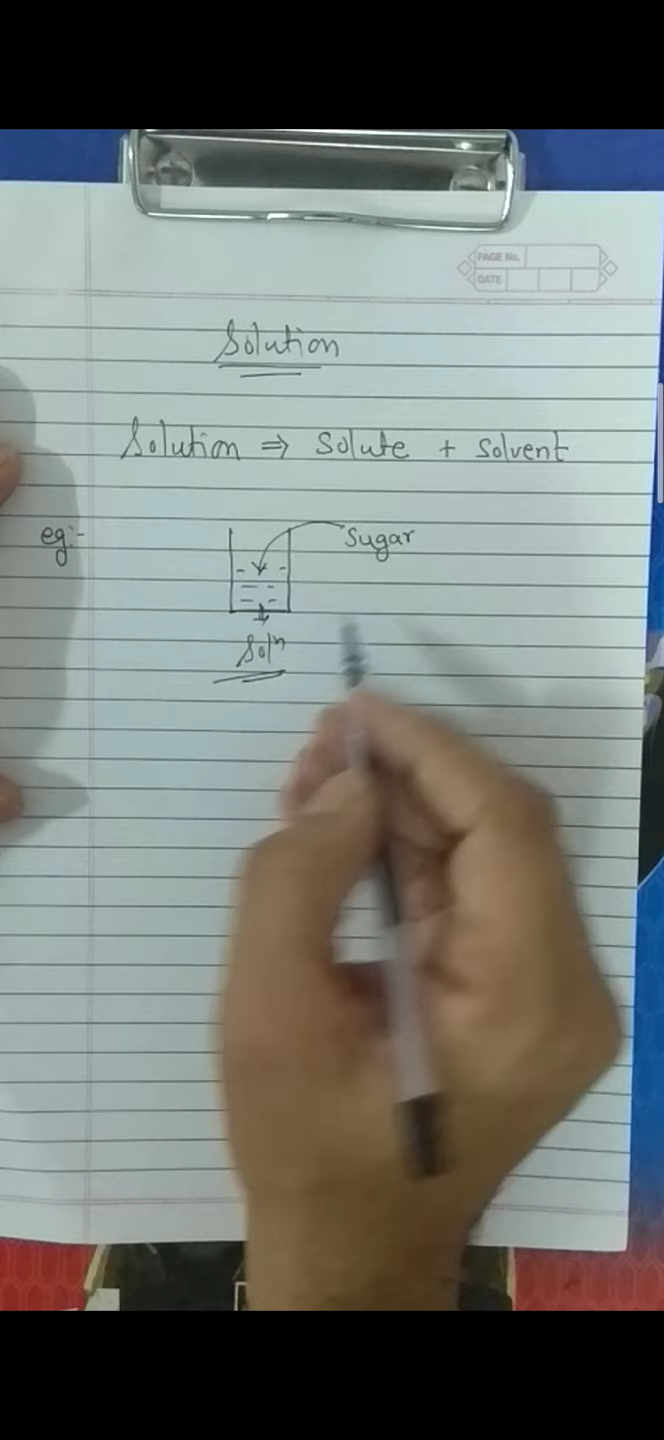 PAGE No.
DATE
Solution
Solution ⇒ Solute + Solvent
eg:- Sugar
Solⁿ